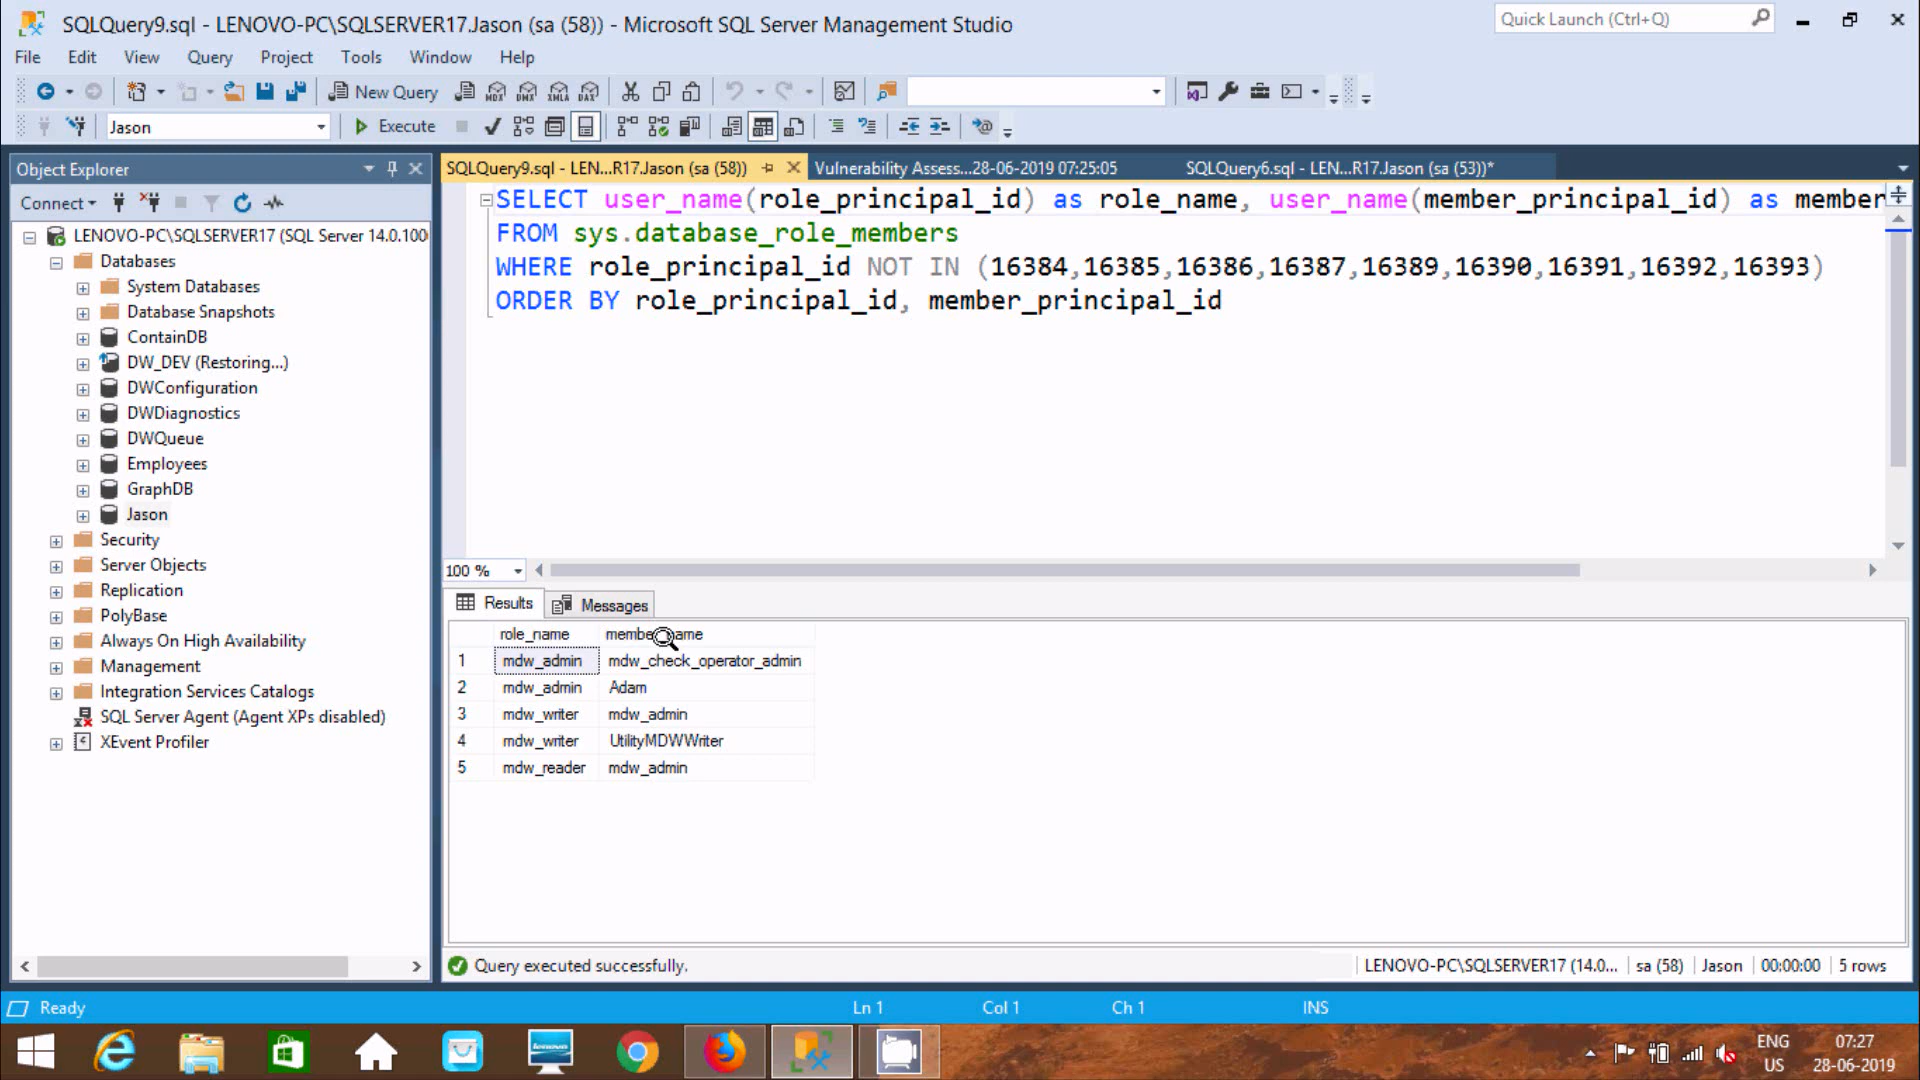 SQLQuery9.sql - LENOVO-PC\SQLSERVER17.Jason (sa (58)) - Microsoft SQL Server Management Studio
Quick Launch (Ctrl+Q)
File Edit View Query Project Tools Window Help
New Query
MDX DMX XMLA DAX
Jason
Execute
Object Explorer
Connect
LENOVO-PC\SQLSERVER17 (SQL Server 14.0.100
Databases
System Databases
Database Snapshots
ContainDB
DW_DEV (Restoring...)
DWConfiguration
DWDiagnostics
DWQueue
Employees
GraphDB
Jason
Security
Server Objects
Replication
PolyBase
Always On High Availability
Management
Integration Services Catalogs
SQL Server Agent (Agent XPs disabled)
XEvent Profiler
SQLQuery9.sql - LEN...R17.Jason (sa (58)) Vulnerability Assess...28-06-2019 07:25:05 SQLQuery6.sql - LEN...R17.Jason (sa (53))*
SELECT user_name(role_principal_id) as role_name, user_name(member_principal_id) as member
FROM sys.database_role_members
WHERE role_principal_id NOT IN (16384,16385,16386,16387,16389,16390,16391,16392,16393)
ORDER BY role_principal_id, member_principal_id
100 %
Results Messages
role_name
1 mdw_admin mdw_check_operator_admin
2 mdw_admin Adam
3 mdw_writer mdw_admin
4 mdw_writer UtilityMDWWriter
5 mdw_reader mdw_admin
Query executed successfully.
LENOVO-PC\SQLSERVER17 (14.0... sa (58) Jason 00:00:00 5 rows
Ready Ln 1 Col 1 Ch 1 INS
ENG 07:27
US 28-06-2019